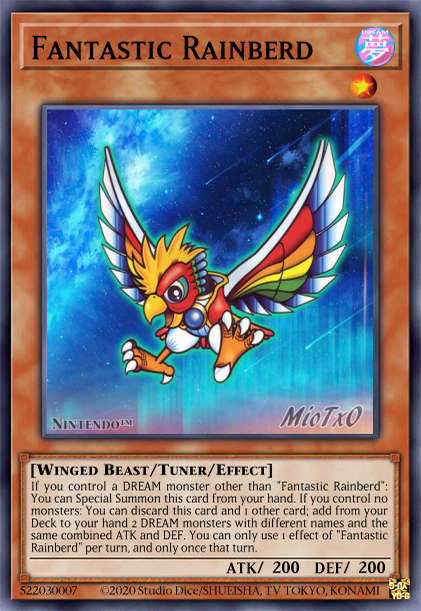 FANTASTIC RAINBERD
DREAM
夢
NINTENDO™
MioTxO
[WINGED BEAST/TUNER/EFFECT]
If you control a DREAM monster other than "Fantastic Rainberd":
You can Special Summon this card from your hand. If you control no
monsters: You can discard this card and 1 other card; add from your
Deck to your hand 2 DREAM monsters with different names and the
same combined ATK and DEF. You can only use 1 effect of "Fantastic
Rainberd" per turn, and only once that turn.
ATK/ 200 DEF/ 200
522030007 ©2020 Studio Dice/SHUEISHA, TV TOKYO, KONAMI